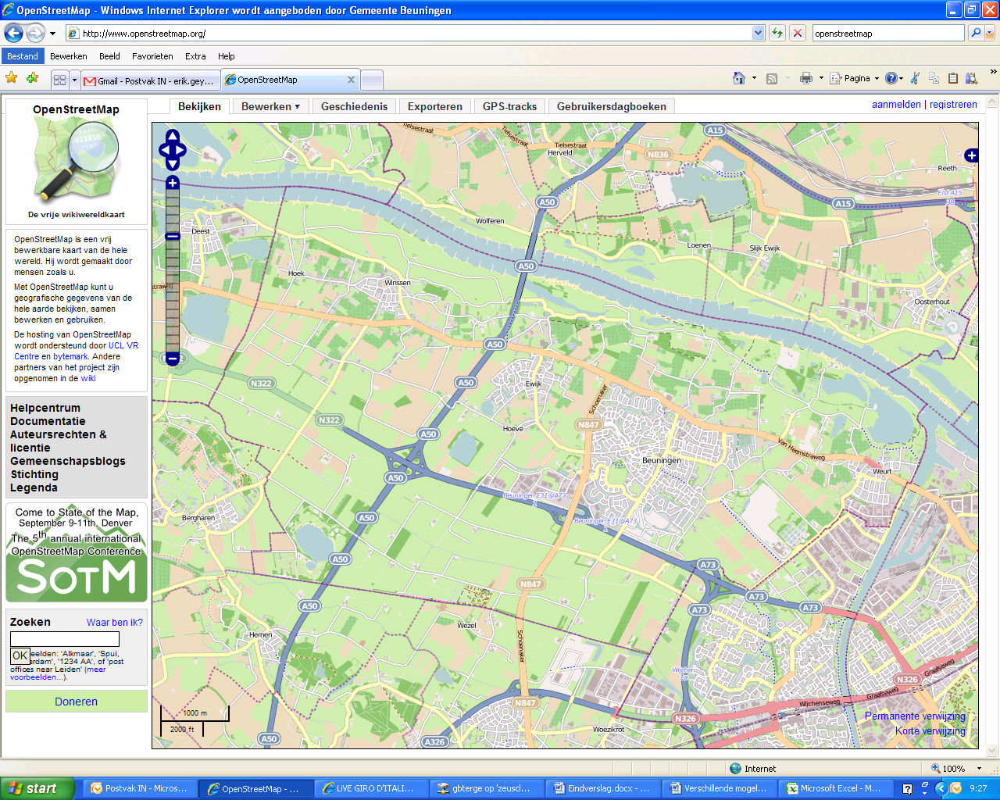 OpenStreetMap - Windows Internet Explorer wordt aangeboden door Gemeente Beuningen
http://www.openstreetmap.org/
openstreetmap
Bestand Bewerken Beeld Favorieten Extra Help
Gmail - Postvak IN - erik.gey...
OpenStreetMap
Pagina
OpenStreetMap
De vrije wikiwereldkaart
Bekijken Bewerken Geschiedenis Exporteren GPS-tracks Gebruikersdagboeken
aanmelden | registreren
OpenStreetMap is een vrij
bewerkbare kaart van de hele
wereld. Hij wordt gemaakt door
mensen zoals u.
Met OpenStreetMap kunt u
geografische gegevens van de
hele aarde bekijken, samen
bewerken en gebruiken.
De hosting van OpenStreetMap
wordt ondersteund door UCL VR
Centre en bytemark. Andere
partners van het project zijn
opgenomen in de wiki
Helpcentrum
Documentatie
Auteursrechten &
licentie
Gemeenschapsblogs
Stichting
Legenda
Come to State of the Map,
September 9-11th, Denver
The 5th annual international
OpenStreetMap Conference
SOTM
Zoeken Waar ben ik?
OK
eelden: 'Alkmaar', 'Spui,
erdam', '1234 AA', of 'post
offices near Leiden' (meer
voorbeelden...).
Doneren
Tielsestraat
Tielsestraat
Tielsestraat
Herveld
A15
N836
Reeth
Elst A15
38
A50
A15
Wolferen
Deest
Loenen
Slijk Ewijk
A50
Hoek
Winssen
straweg
Oosterhout
A50
N322
A50
Ewijk
Schoenaker
N322
Hoeve
N847
A50
Van Heemstraweg
Beuningen
Weurt
A50
Beuningen E31@A73
1
Beuningen E31@A73
1
Bergharen
A50
A50
A73
N847
A73
A73
A73
A50
Wezel
Hernen
Schoenaker
Wijchen
Graafseweg
N326
Graafseweg
N847
Wijchenseweg
1000 m
2000 ft
N326
Woezikrot
A50
A326
Permanente verwijzing
Korte verwijzing
Internet
100%
start
Postvak IN - Micros...
OpenStreetMap - ...
LiVE GIRO D'ITALI...
gbterge op 'zeuscl...
Eindverslag.docx - ...
Verschillende mogel...
Microsoft Excel - M...
9:27